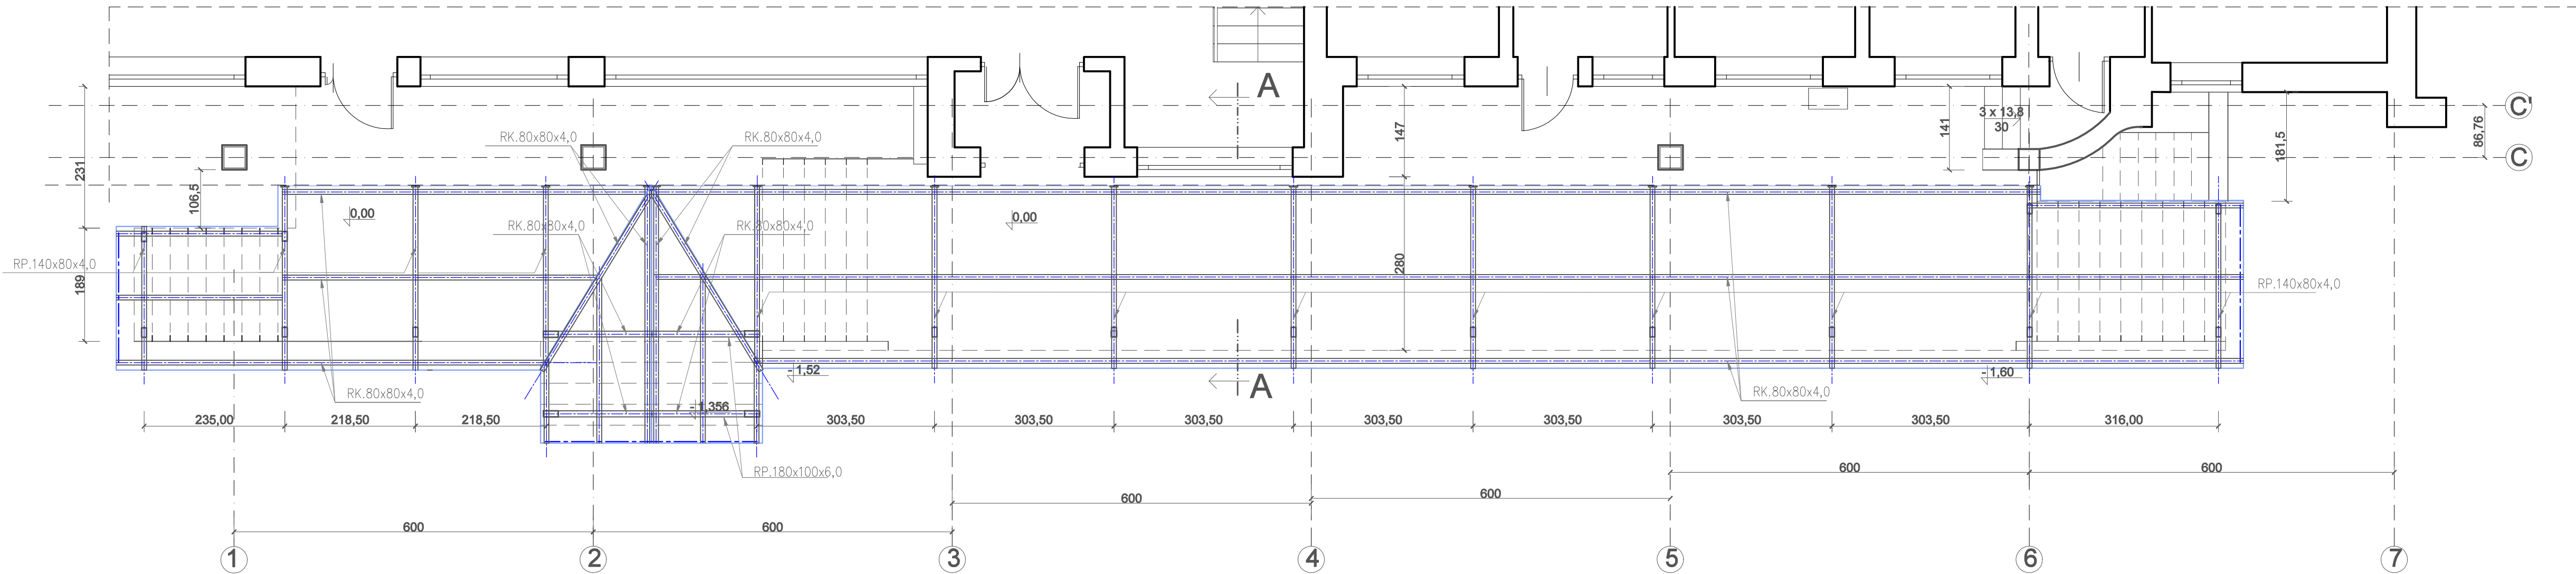 A
C'
3 x 13,8
30
147
141
181,5
86,76
RK.80x80x4,0
RK.80x80x4,0
C
231
106,5
0,00
0,00
RK.80x80x4,0
RK.80x80x4,0
RP.140x80x4,0
189
280
RP.140x80x4,0
- 1,52
- 1,60
A
RK.80x80x4,0
RK.80x80x4,0
- 1,356
235,00
218,50
218,50
303,50
303,50
303,50
303,50
303,50
303,50
303,50
316,00
RP.180x100x6,0
600
600
600
600
600
600
1
2
3
4
5
6
7